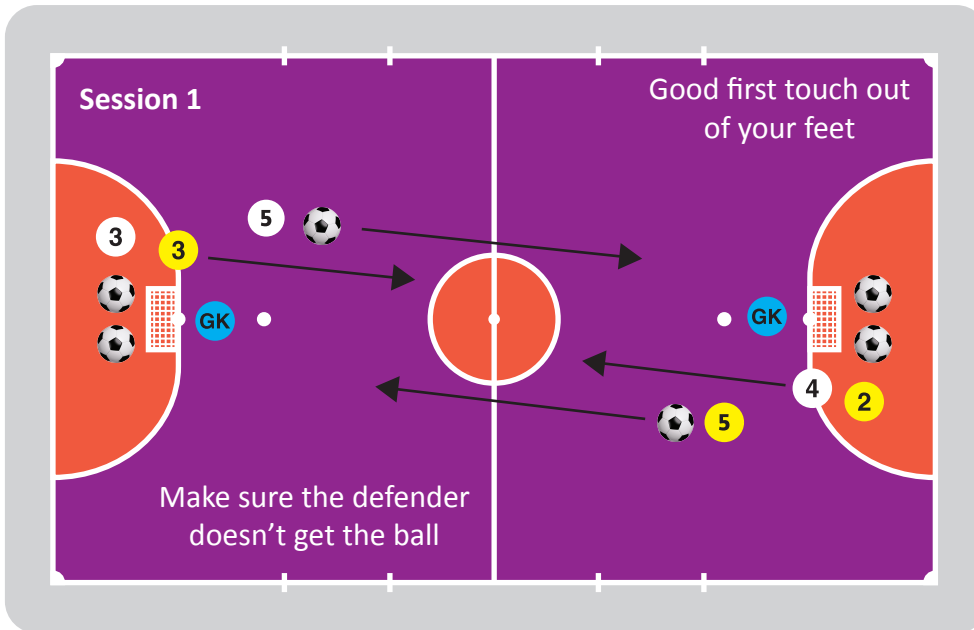 Session 1
Good first touch out
of your feet
5
3
3
GK
GK
4
2
5
Make sure the defender
doesn't get the ball